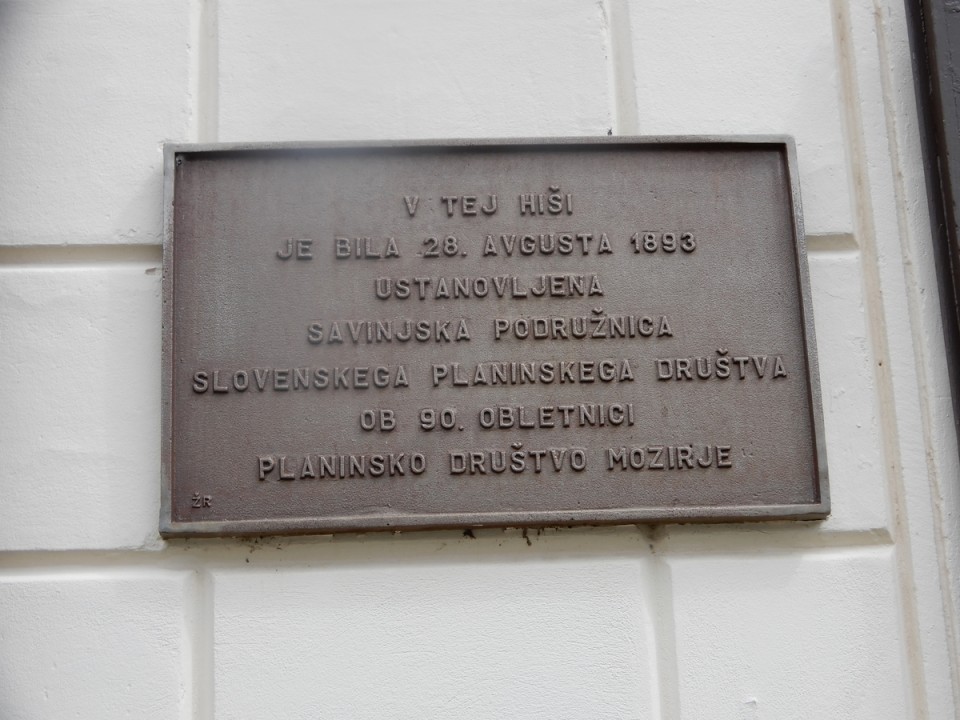 V TEJ HIŠI
JE BILA 28. AVGUSTA 1893
USTANOVLJENA
SAVINJSKA PODRUŽNICA
SLOVENSKEGA PLANINSKEGA DRUŠTVA
OB 90. OBLETNICI
PLANINSKO DRUŠTVO MOZIRJE
ŽR